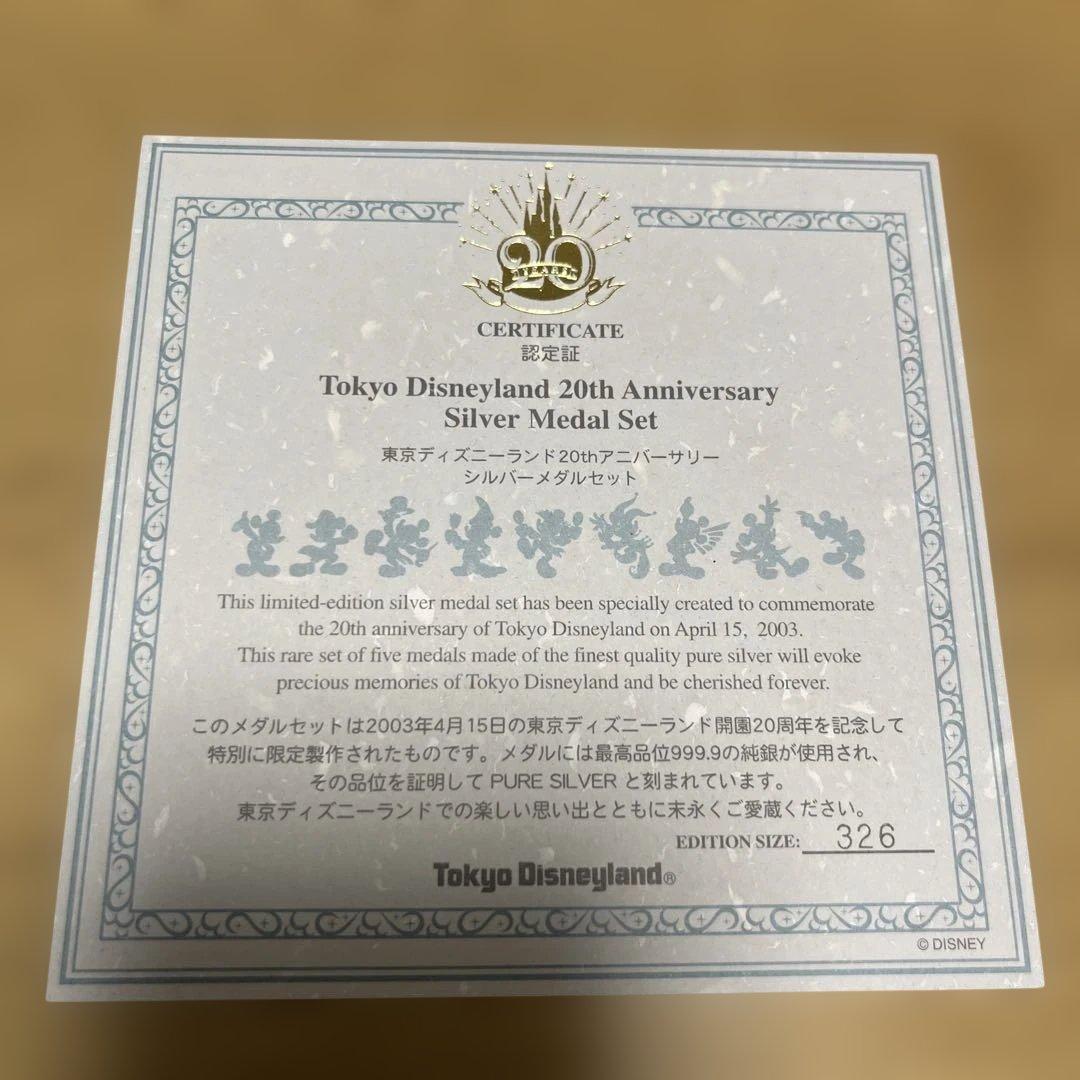 20
YEARS
CERTIFICATE
認定証
Tokyo Disneyland 20th Anniversary
Silver Medal Set
東京ディズニーランド20thアニバーサリー
シルバーメダルセット
This limited-edition silver medal set has been specially created to commemorate
the 20th anniversary of Tokyo Disneyland on April 15, 2003.
This rare set of five medals made of the finest quality pure silver will evoke
precious memories of Tokyo Disneyland and be cherished forever.
このメダルセットは2003年4月15日の東京ディズニーランド開園20周年を記念して
特別に限定製作されたものです。メダルには最高品位999.9の純銀が使用され、
その品位を証明して PURE SILVER と刻まれています。
東京ディズニーランドでの楽しい思い出とともに末永くご愛蔵ください。
EDITION SIZE: 326
Tokyo Disneyland®
© DISNEY